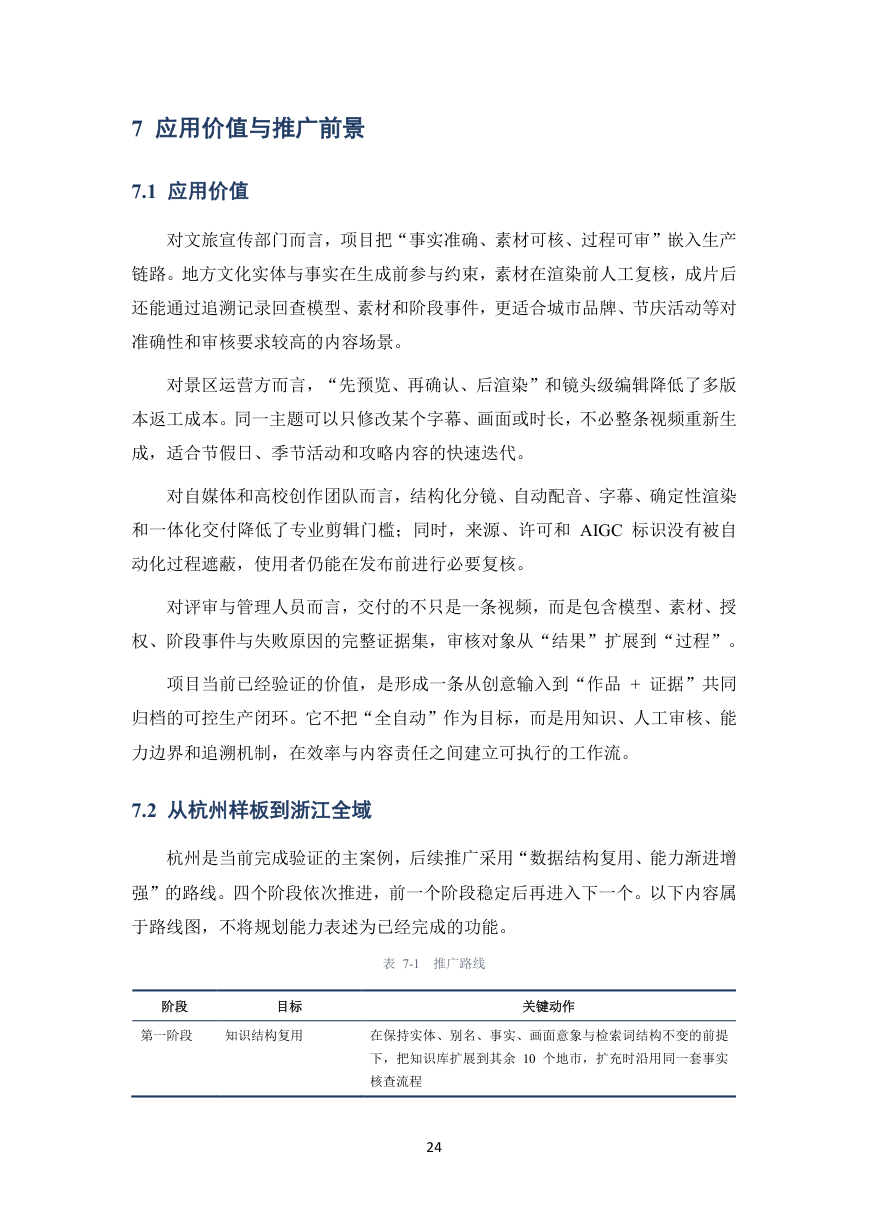 7 应用价值与推广前景
7.1 应用价值
对文旅宣传部门而言，项目把“事实准确、素材可核、过程可审”嵌入生产
链路。地方文化实体与事实在生成前参与约束，素材在渲染前人工复核，成片后
还能通过追溯记录回查模型、素材和阶段事件，更适合城市品牌、节庆活动等对
准确性和审核要求较高的内容场景。
对景区运营方而言，“先预览、再确认、后渲染”和镜头级编辑降低了多版
本返工成本。同一主题可以只修改某个字幕、画面或时长，不必整条视频重新生
成，适合节假日、季节活动和攻略内容的快速迭代。
对自媒体和高校创作团队而言，结构化分镜、自动配音、字幕、确定性渲染
和一体化交付降低了专业剪辑门槛；同时，来源、许可和 AIGC 标识没有被自
动化过程遮蔽，使用者仍能在发布前进行必要复核。
对评审与管理人员而言，交付的不只是一条视频，而是包含模型、素材、授
权、阶段事件与失败原因的完整证据集，审核对象从“结果”扩展到“过程”。
项目当前已经验证的价值，是形成一条从创意输入到“作品 + 证据”共同
归档的可控生产闭环。它不把“全自动”作为目标，而是用知识、人工审核、能
力边界和追溯机制，在效率与内容责任之间建立可执行的工作流。
7.2 从杭州样板到浙江全域
杭州是当前完成验证的主案例，后续推广采用“数据结构复用、能力渐进增
强”的路线。四个阶段依次推进，前一个阶段稳定后再进入下一个。以下内容属
于路线图，不将规划能力表述为已经完成的功能。
表 7-1 推广路线
阶段 目标 关键动作
第一阶段 知识结构复用 在保持实体、别名、事实、画面意象与检索词结构不变的前提
下，把知识库扩展到其余 10 个地市，扩充时沿用同一套事实
核查流程
24